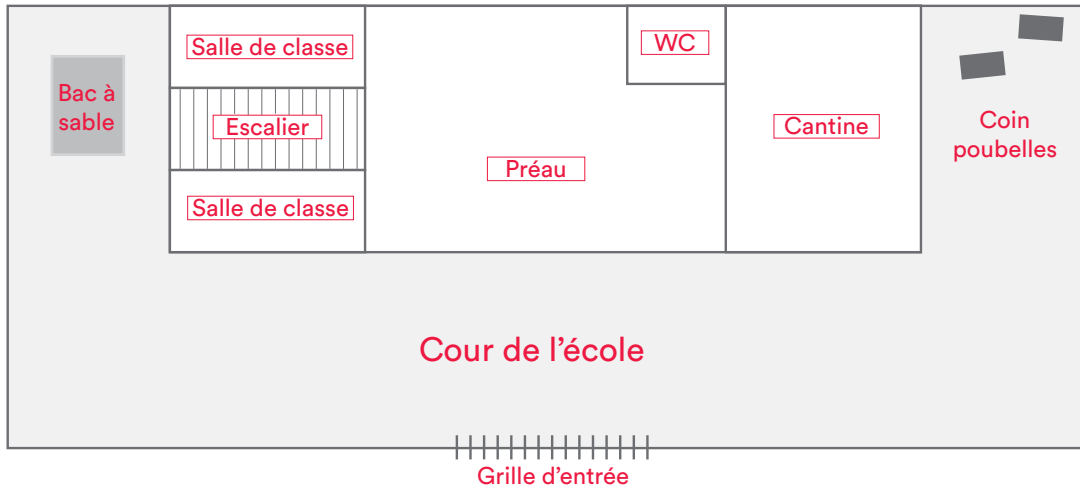 Salle de classe
WC
Bac à
sable
Escalier
Cantine
Coin
poubelles
Préau
Salle de classe
Cour de l’école
Grille d’entrée